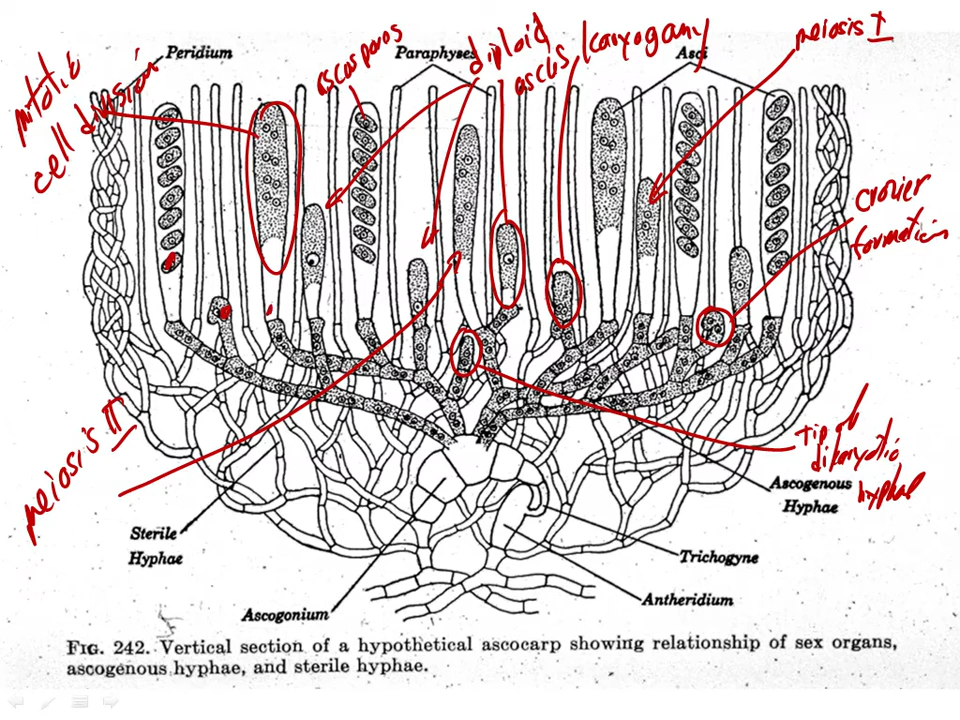 Peridium
Paraphyses
Asci
mitotic
cell division
ascospores
diploid
ascus
(karyogamy)
meiosis I
crozier
formation
meiosis II
tip of
dikaryotic
hyphae
Ascogenous
Hyphae
Sterile
Hyphae
Trichogyne
Antheridium
Ascogonium
FIG. 242. Vertical section of a hypothetical ascocarp showing relationship of sex organs,
ascogenous hyphae, and sterile hyphae.